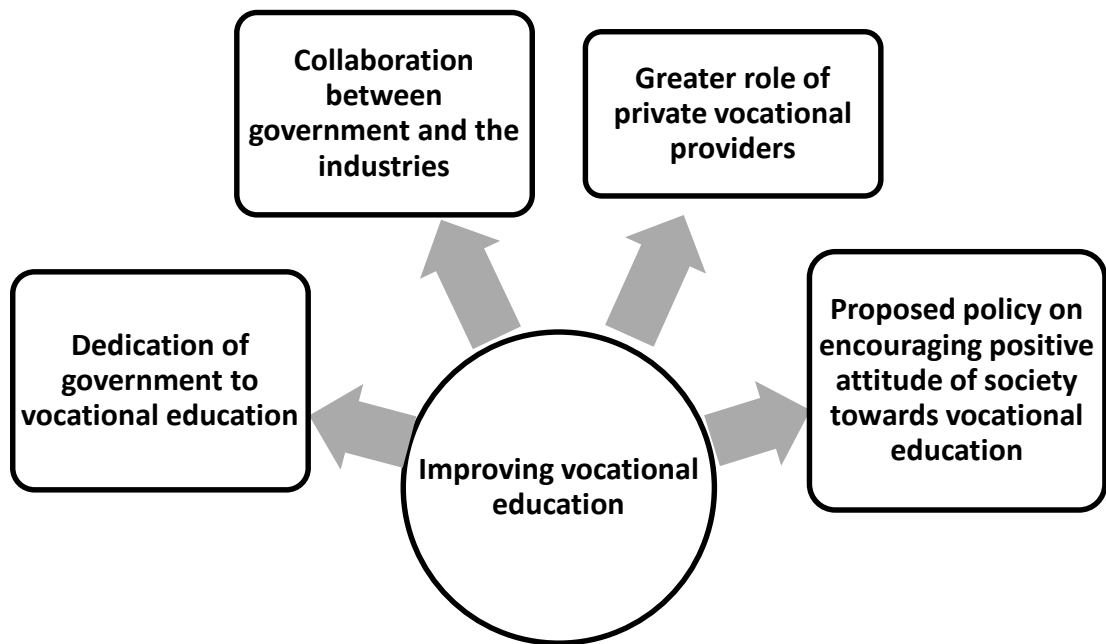 Collaboration
between
government and the
industries
Greater role of
private vocational
providers
Dedication of
government to
vocational education
Proposed policy on
encouraging positive
attitude of society
towards vocational
education
Improving vocational
education